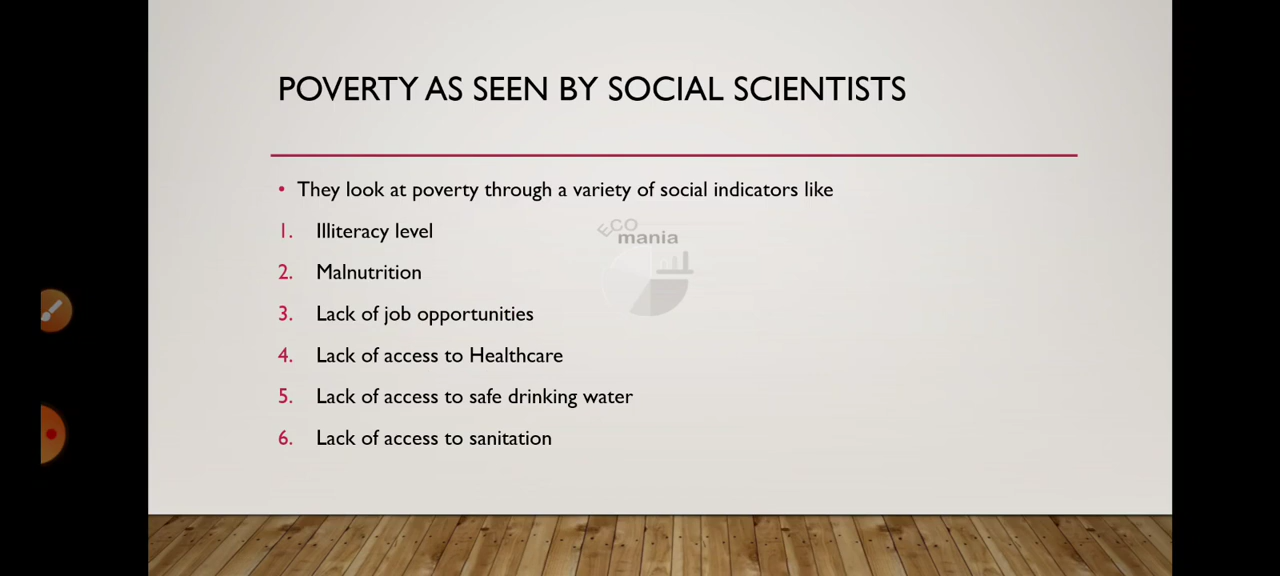 POVERTY AS SEEN BY SOCIAL SCIENTISTS
• They look at poverty through a variety of social indicators like
1. Illiteracy level
2. Malnutrition
3. Lack of job opportunities
4. Lack of access to Healthcare
5. Lack of access to safe drinking water
6. Lack of access to sanitation
ECO
mania